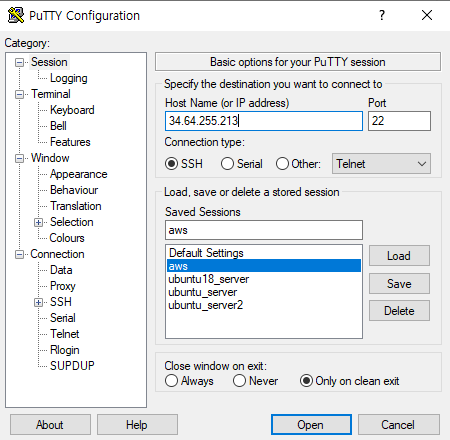 PuTTY Configuration
?
Category:
Session
Logging
Terminal
Keyboard
Bell
Features
Window
Appearance
Behaviour
Translation
Selection
Colours
Connection
Data
Proxy
SSH
Serial
Telnet
Rlogin
SUPDUP
Basic options for your PuTTY session
Specify the destination you want to connect to
Host Name (or IP address) Port
34.64.255.213 22
Connection type:
SSH Serial Other: Telnet
Load, save or delete a stored session
Saved Sessions
aws
Default Settings
aws
ubuntu18_server
ubuntu_server
ubuntu_server2
Load
Save
Delete
Close window on exit:
Always Never Only on clean exit
About Help Open Cancel